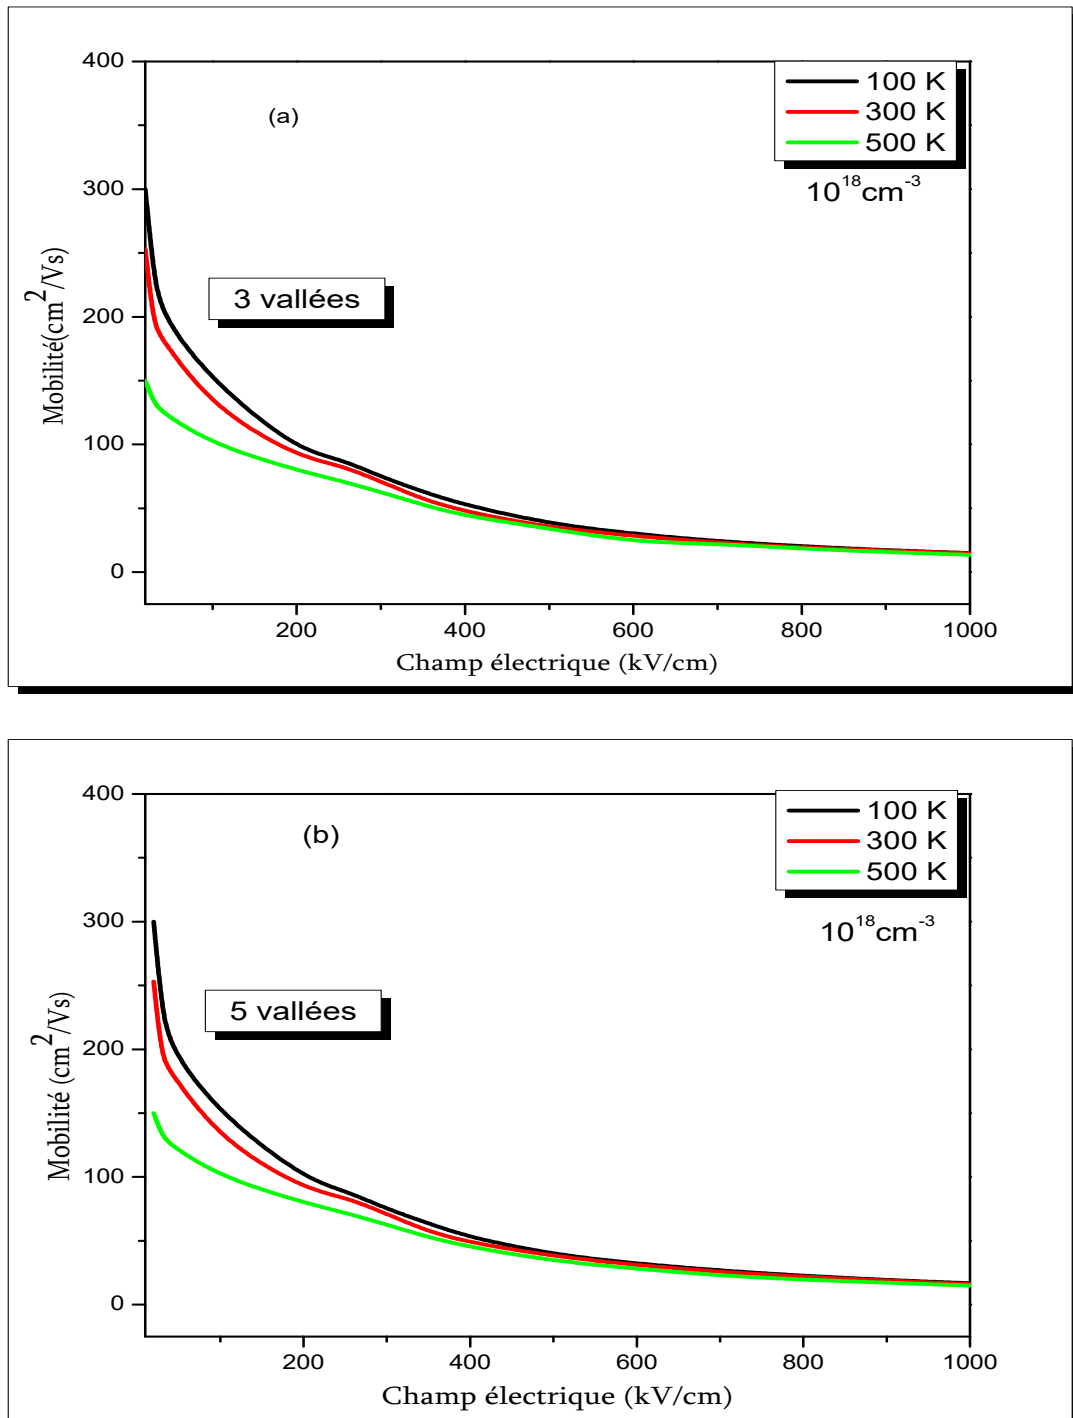 400
100 K
(a)
300 K
500 K
10¹⁸cm⁻³
300
3 vallées
200
100
0
Mobilité(cm²/Vs)
200
400
600
800
1000
Champ électrique (kV/cm)
400
100 K
(b)
300 K
500 K
10¹⁸cm⁻³
300
5 vallées
200
100
0
Mobilité (cm²/Vs)
200
400
600
800
1000
Champ électrique (kV/cm)